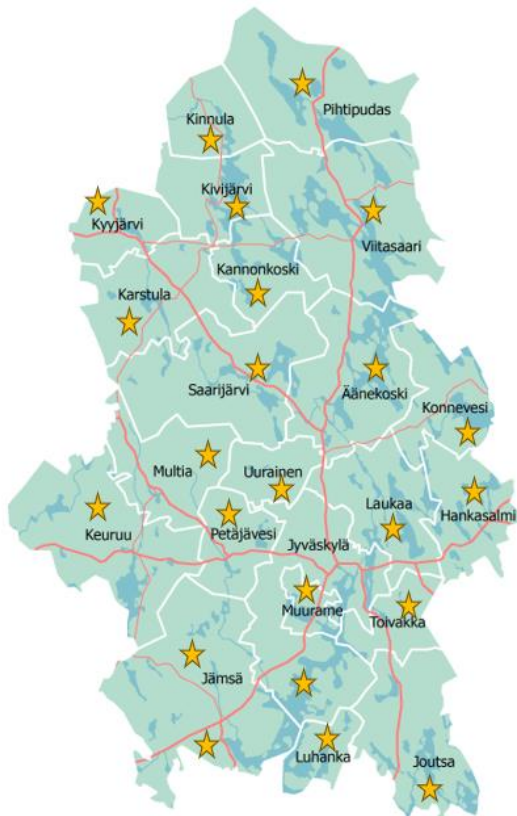 Pihtipudas
Kinnula
Kivijärvi
Kyyjärvi
Viitasaari
Kannonkoski
Karstula
Saarijärvi
Äänekoski
Konnevesi
Multia
Uurainen
Laukaa
Hankasalmi
Keuruu
Petäjävesi
Jyväskylä
Muurame
Toivakka
Jämsä
Luhanka
Joutsa